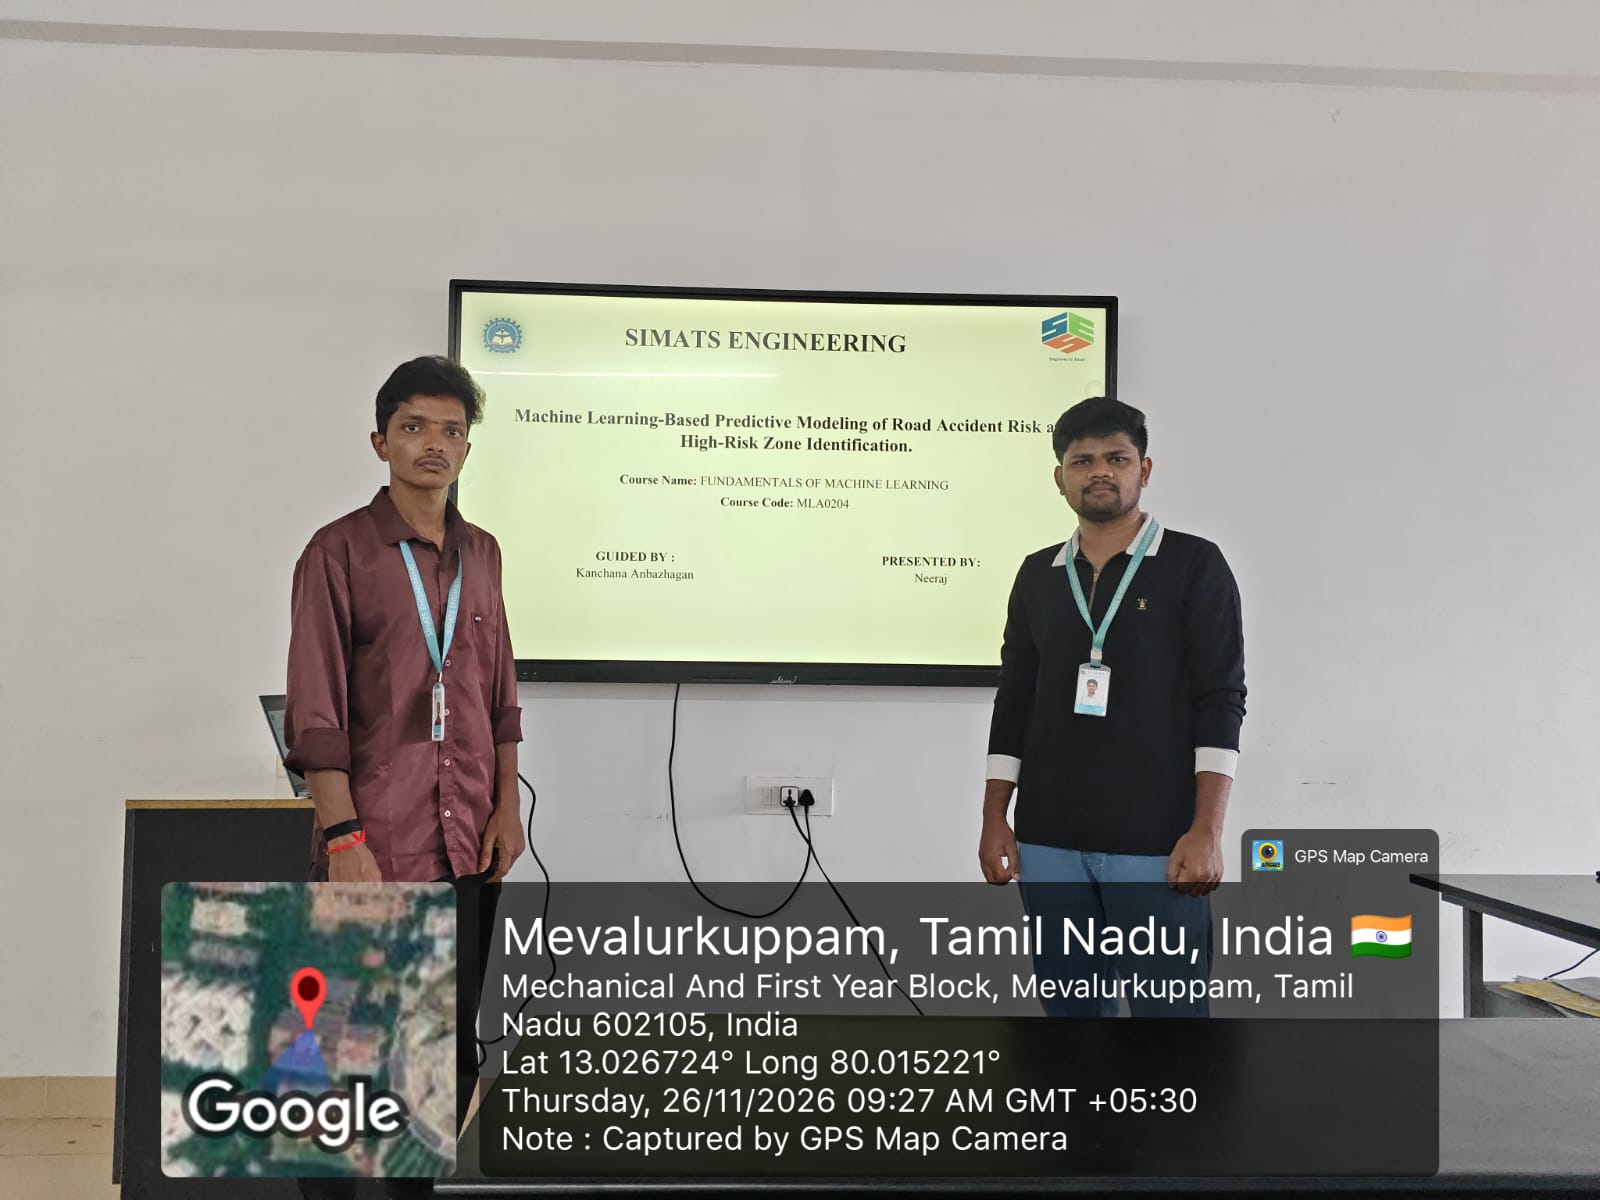 SIMATS ENGINEERING
Engineer to Excel
Machine Learning-Based Predictive Modeling of Road Accident Risk a
High-Risk Zone Identification.
Course Name: FUNDAMENTALS OF MACHINE LEARNING
Course Code: MLA0204
GUIDED BY :
Kanchana Anbazhagan
PRESENTED BY:
Neeraj
GPS Map Camera
Google
Mevalurkuppam, Tamil Nadu, India
Mechanical And First Year Block, Mevalurkuppam, Tamil
Nadu 602105, India
Lat 13.026724° Long 80.015221°
Thursday, 26/11/2026 09:27 AM GMT +05:30
Note : Captured by GPS Map Camera